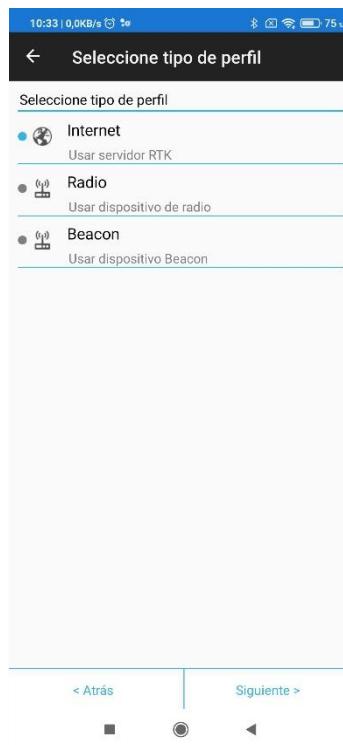 10:33 | 0,0KB/s
75
Seleccione tipo de perfil
Seleccione tipo de perfil
Internet
Usar servidor RTK
Radio
Usar dispositivo de radio
Beacon
Usar dispositivo Beacon
< Atrás
Siguiente >